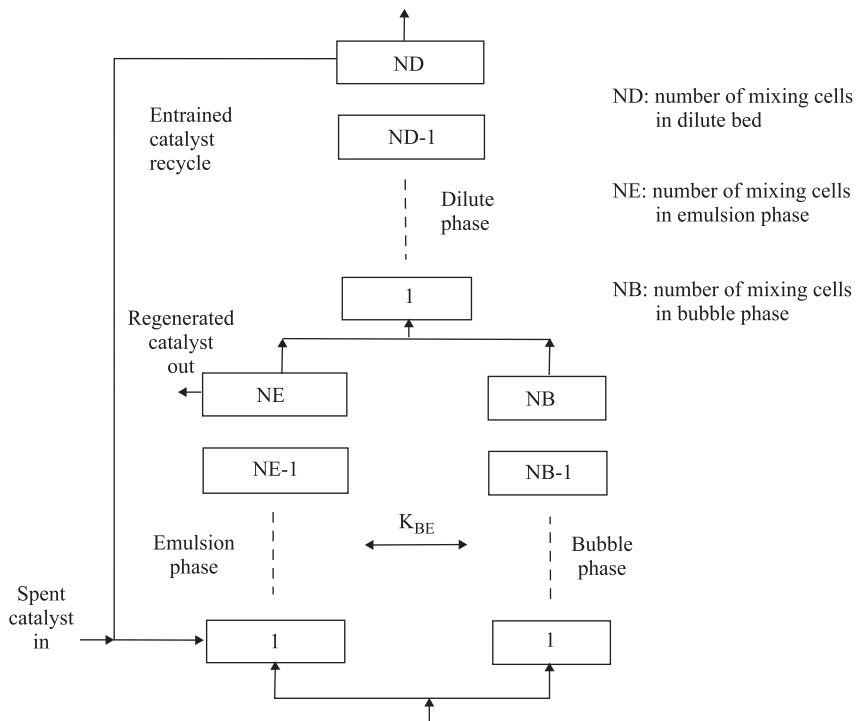 ND
ND: number of mixing cells
in dilute bed
Entrained
catalyst
recycle
ND-1
Dilute
phase
NE: number of mixing cells
in emulsion phase
1
NB: number of mixing cells
in bubble phase
Regenerated
catalyst
out
NE
NB
NE-1
NB-1
K_BE
Emulsion
phase
Bubble
phase
Spent
catalyst
in
1
1